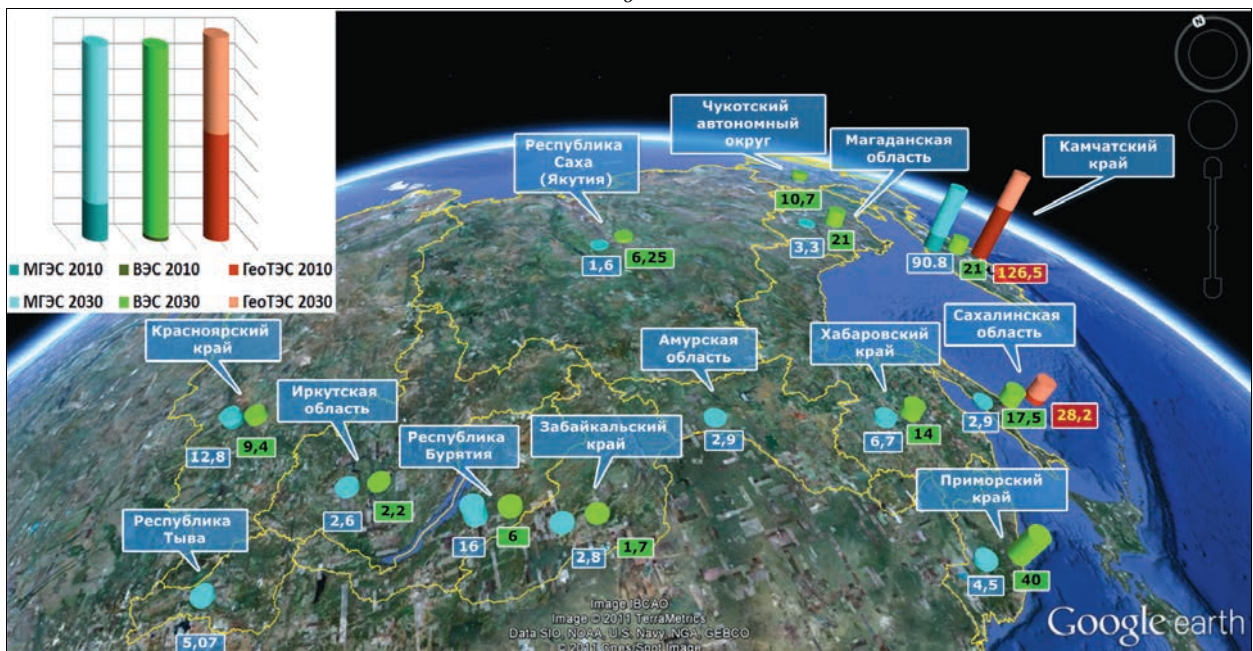 МГЭС 2010
ВЭС 2010
ГеоТЭС 2010
МГЭС 2030
ВЭС 2030
ГеоТЭС 2030
N
Чукотский
автономный
округ
10,7
Магаданская
область
3,3
21
Камчатский
край
90.8
21
126,5
Республика
Саха
(Якутия)
1,6
6,25
Красноярский
край
12,8
9,4
Иркутская
область
2,6
2,2
Республика
Бурятия
16
6
Забайкальский
край
2,8
1,7
Амурская
область
2,9
Хабаровский
край
6,7
14
Сахалинская
область
2,9
17,5
28,2
Приморский
край
4,5
40
Республика
Тыва
5,07
Image IBCAO
Image © 2011 TerraMetrics
Data SIO, NOAA, U.S. Navy, NGA, GEBCO
© 2011 Cnes/Spot Image
Google earth